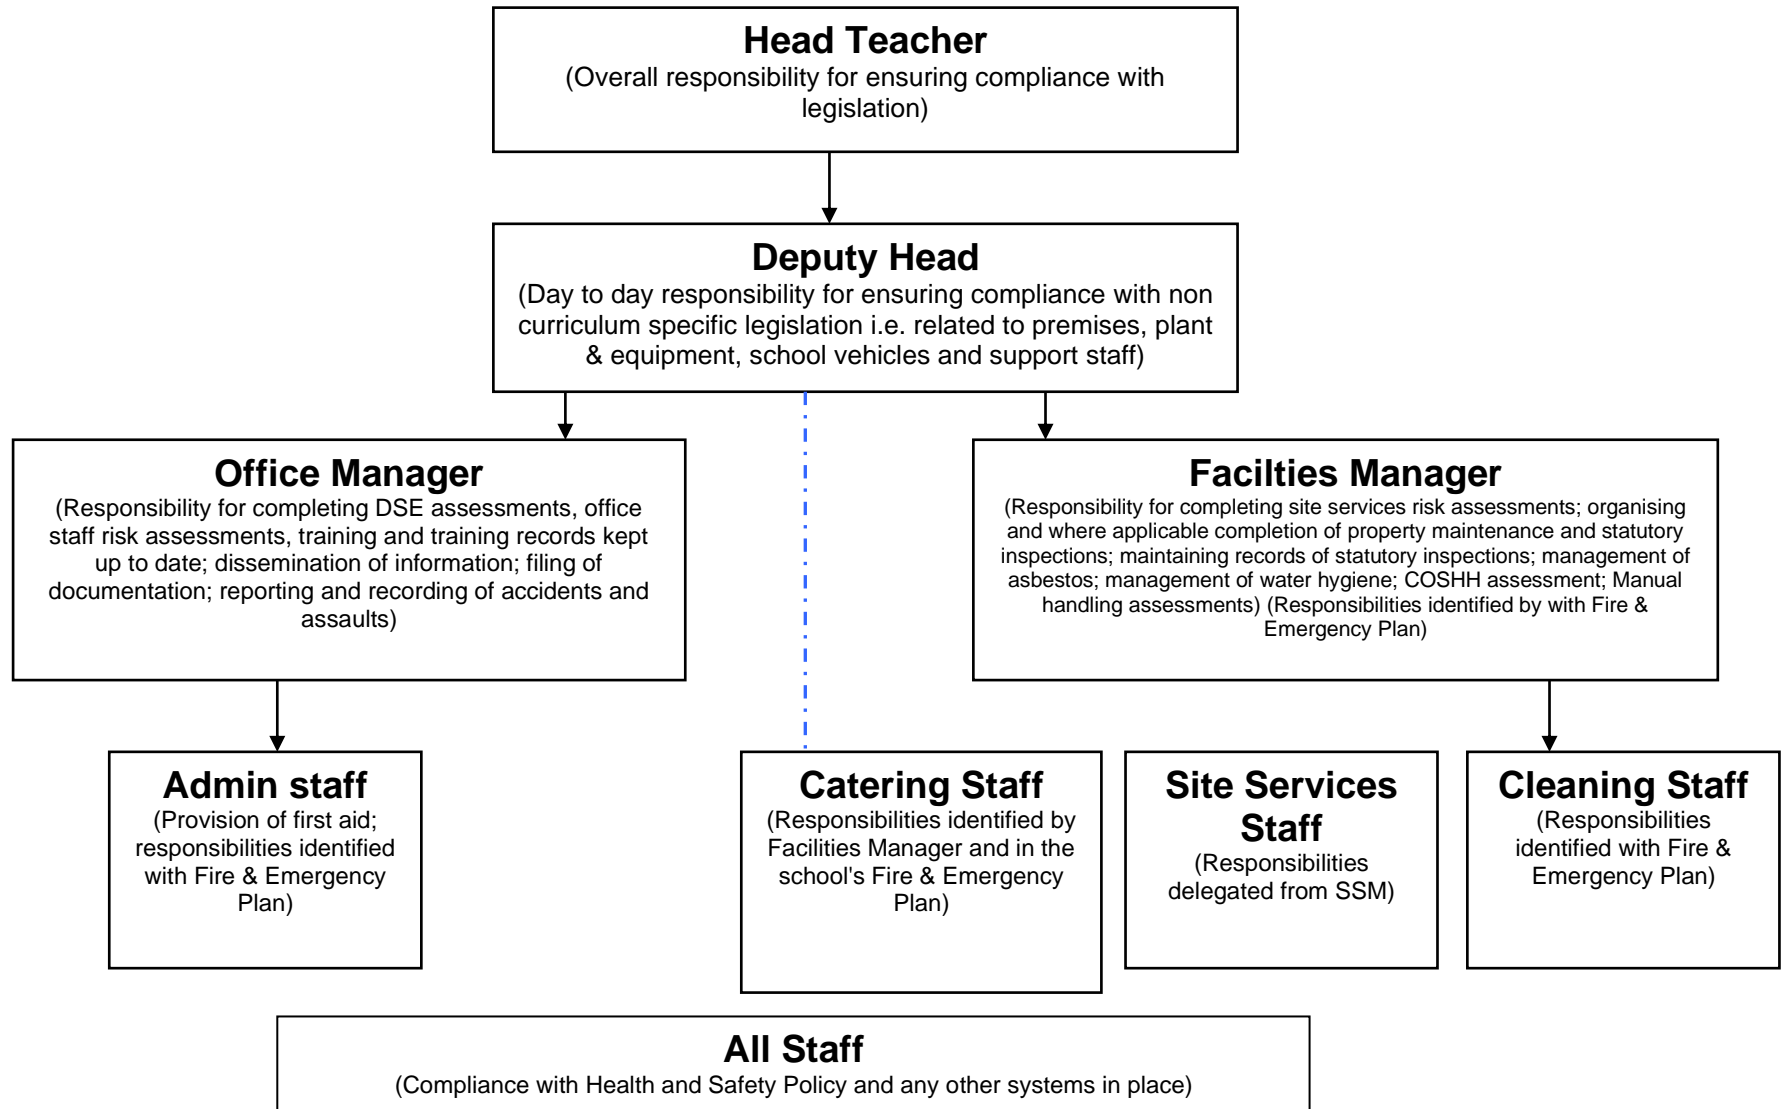 Head Teacher
(Overall responsibility for ensuring compliance with
legislation)
Deputy Head
(Day to day responsibility for ensuring compliance with non
curriculum specific legislation i.e. related to premises, plant
& equipment, school vehicles and support staff)
Office Manager
(Responsibility for completing DSE assessments, office
staff risk assessments, training and training records kept
up to date; dissemination of information; filing of
documentation; reporting and recording of accidents and
assaults)
Facilties Manager
(Responsibility for completing site services risk assessments; organising
and where applicable completion of property maintenance and statutory
inspections; maintaining records of statutory inspections; management of
asbestos; management of water hygiene; COSHH assessment; Manual
handling assessments) (Responsibilities identified by with Fire &
Emergency Plan)
Admin staff
(Provision of first aid;
responsibilities identified
with Fire & Emergency
Plan)
Catering Staff
(Responsibilities identified by
Facilities Manager and in the
school's Fire & Emergency
Plan)
Site Services
Staff
(Responsibilities
delegated from SSM)
Cleaning Staff
(Responsibilities
identified with Fire &
Emergency Plan)
All Staff
(Compliance with Health and Safety Policy and any other systems in place)